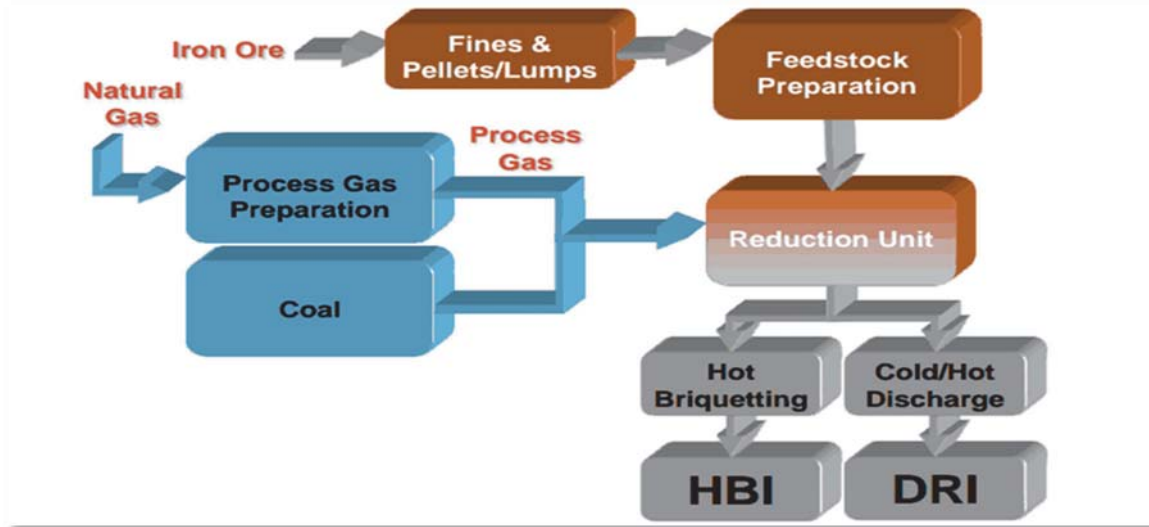 Iron Ore
Fines &
Pellets/Lumps
Feedstock
Preparation
Natural
Gas
Process Gas
Preparation
Process
Gas
Coal
Reduction Unit
Hot
Briquetting
Cold/Hot
Discharge
HBI
DRI